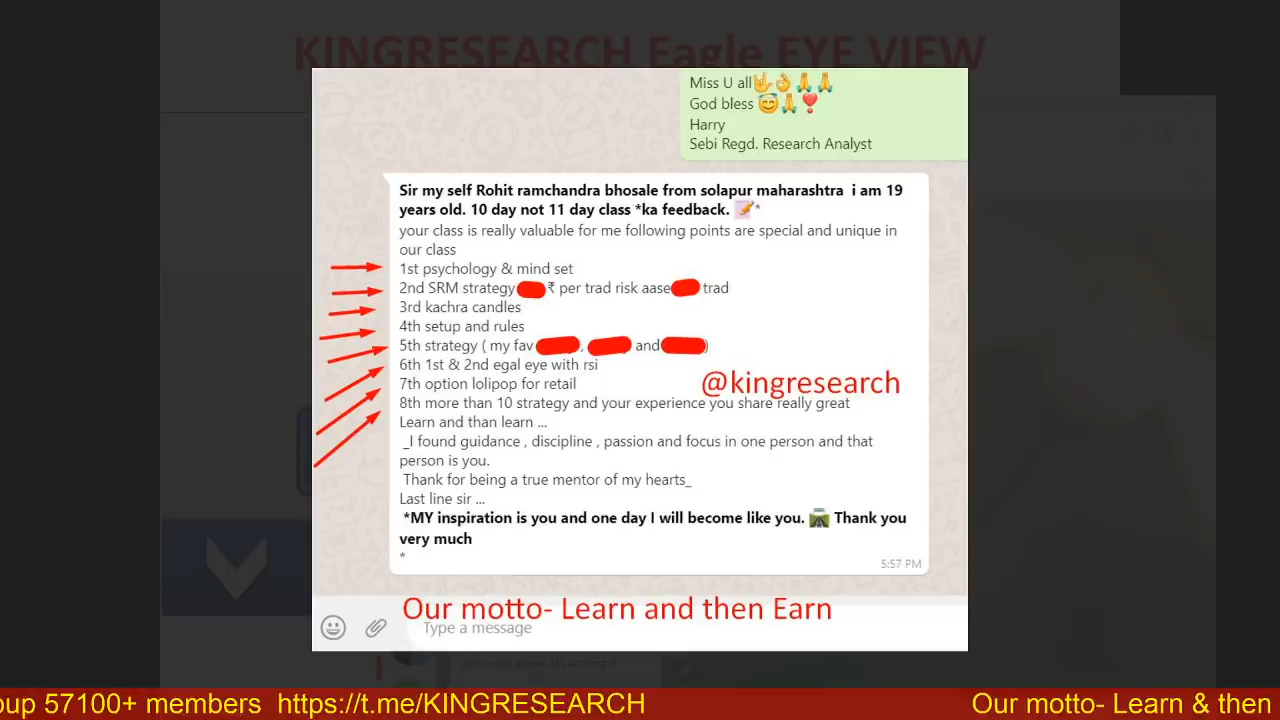 KINGRESEARCH Eagle EYE VIEW
Miss U all🤟👌🙏🙏
God bless 😇🙏❣️
Harry
Sebi Regd. Research Analyst
Sir my self Rohit ramchandra bhosale from solapur maharashtra i am 19
years old. 10 day not 11 day class *ka feedback. 📝*
your class is really valuable for me following points are special and unique in
our class
1st psychology & mind set
2nd SRM strategy ₹ per trad risk aase trad
3rd kachra candles
4th setup and rules
5th strategy ( my fav , and )
6th 1st & 2nd egal eye with rsi
7th option lolipop for retail
@kingresearch
8th more than 10 strategy and your experience you share really great
Learn and than learn ...
_I found guidance , discipline , passion and focus in one person and that
person is you.
Thank for being a true mentor of my hearts_
Last line sir ...
*MY inspiration is you and one day I will become like you. 🛣️ Thank you
very much
*
5:57 PM
Our motto- Learn and then Earn
Type a message
oup 57100+ members https://t.me/KINGRESEARCH Our motto- Learn & then